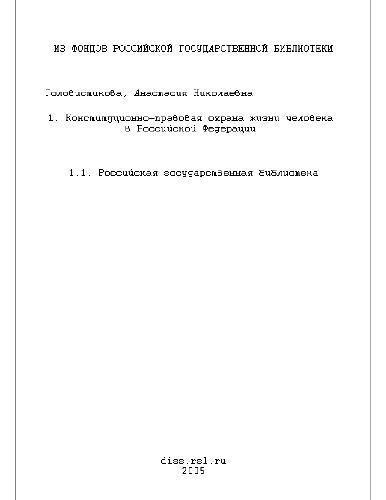 ИЗ ФОНДОВ РОССИЙСКОЙ ГОСУДАРСТВЕННОЙ БИБЛИОТЕКИ
Головистикова, Анастасия Николаевна
1. Конституционно-правовая охрана жизни человека
в Российской Федерации
1.1. Российская государственная библиотека
diss.rsl.ru
2005